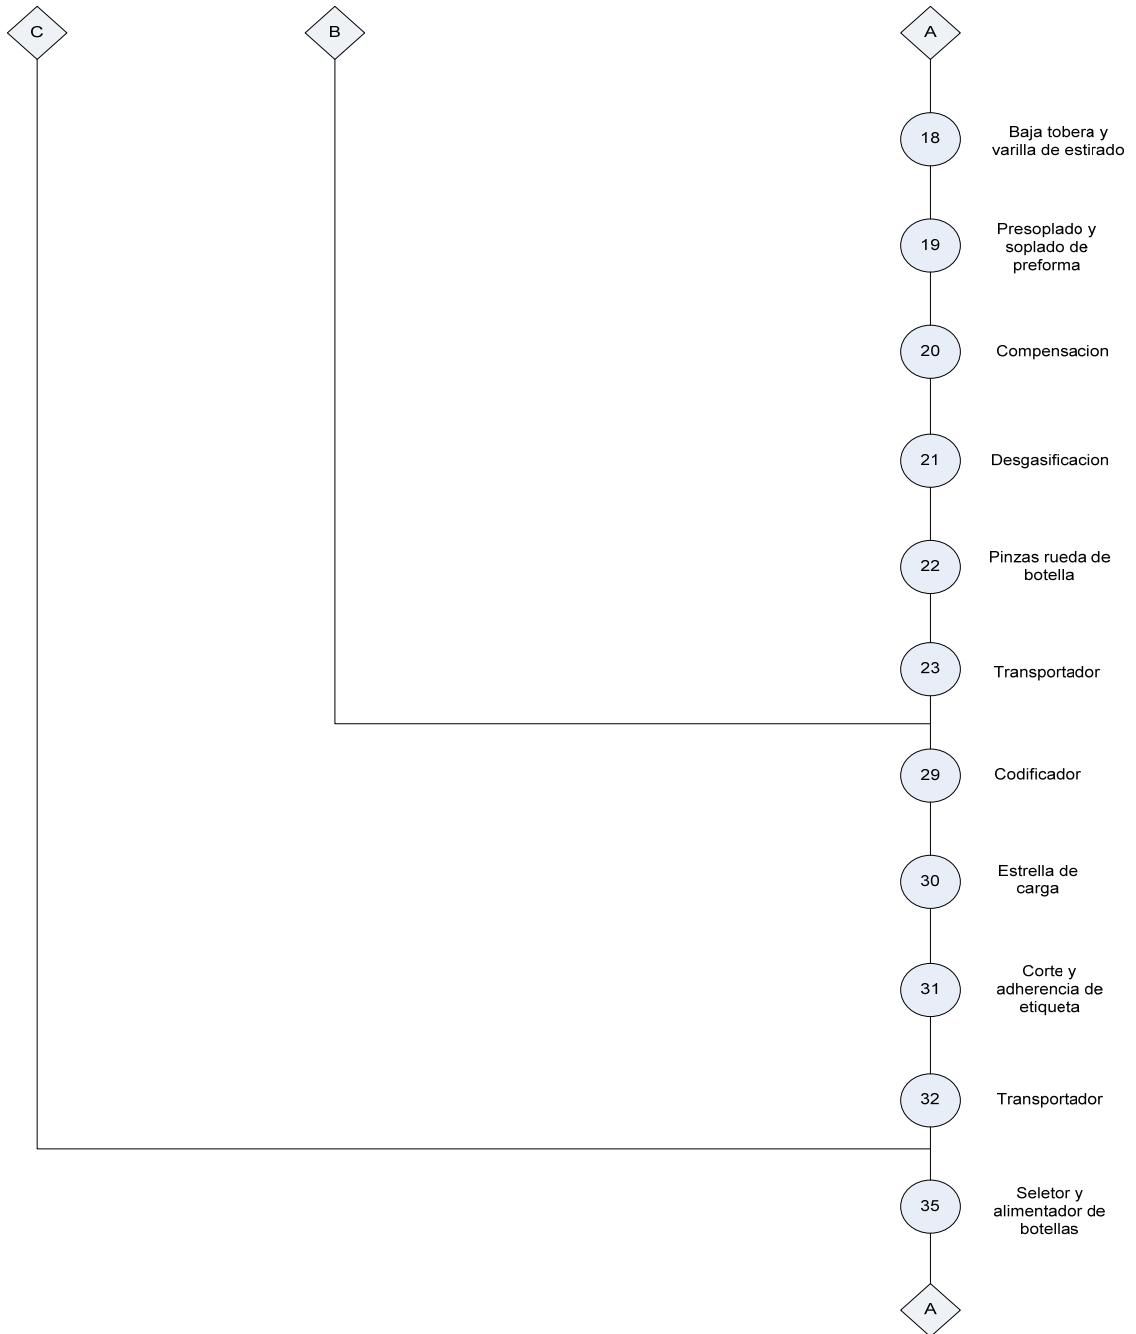 C
B
A
18
Baja tobera y
varilla de estirado
19
Presoplado y
soplado de
preforma
20
Compensacion
21
Desgasificacion
22
Pinzas rueda de
botella
23
Transportador
29
Codificador
30
Estrella de
carga
31
Corte y
adherencia de
etiqueta
32
Transportador
35
Seletor y
alimentador de
botellas
A